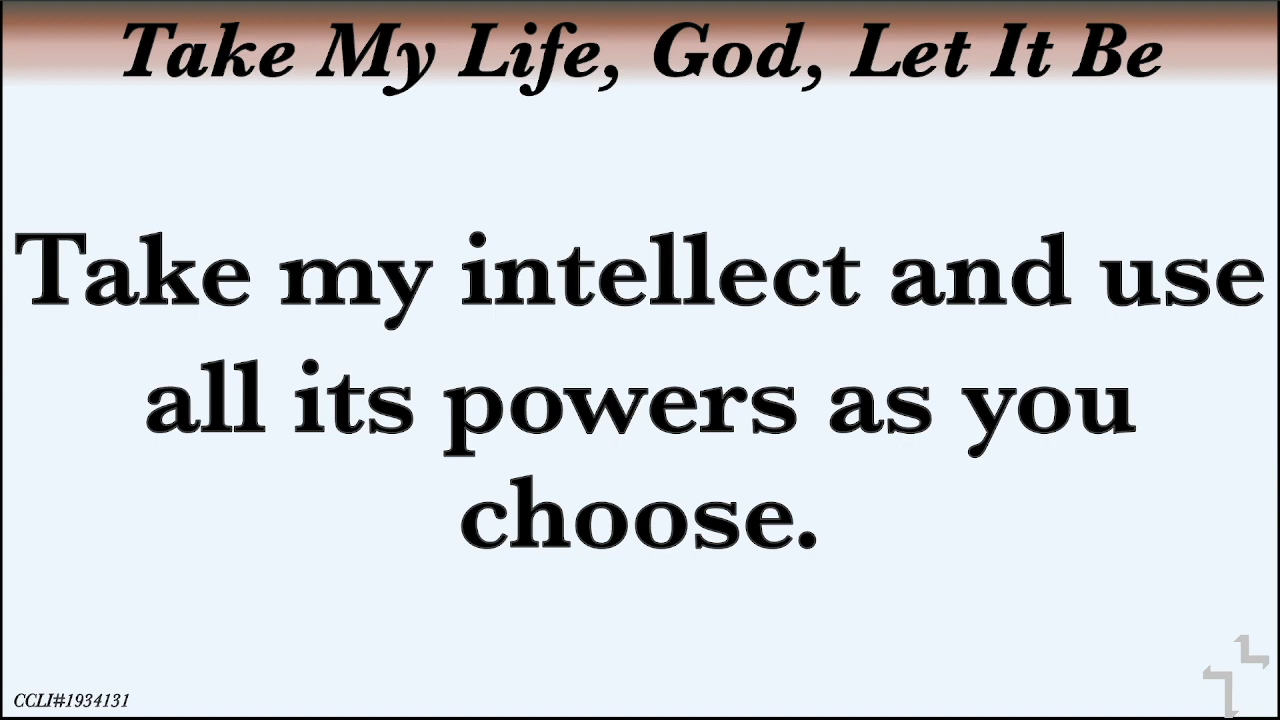 Take My Life, God, Let It Be
Take my intellect and use
all its powers as you
choose.
CCLI#1934131